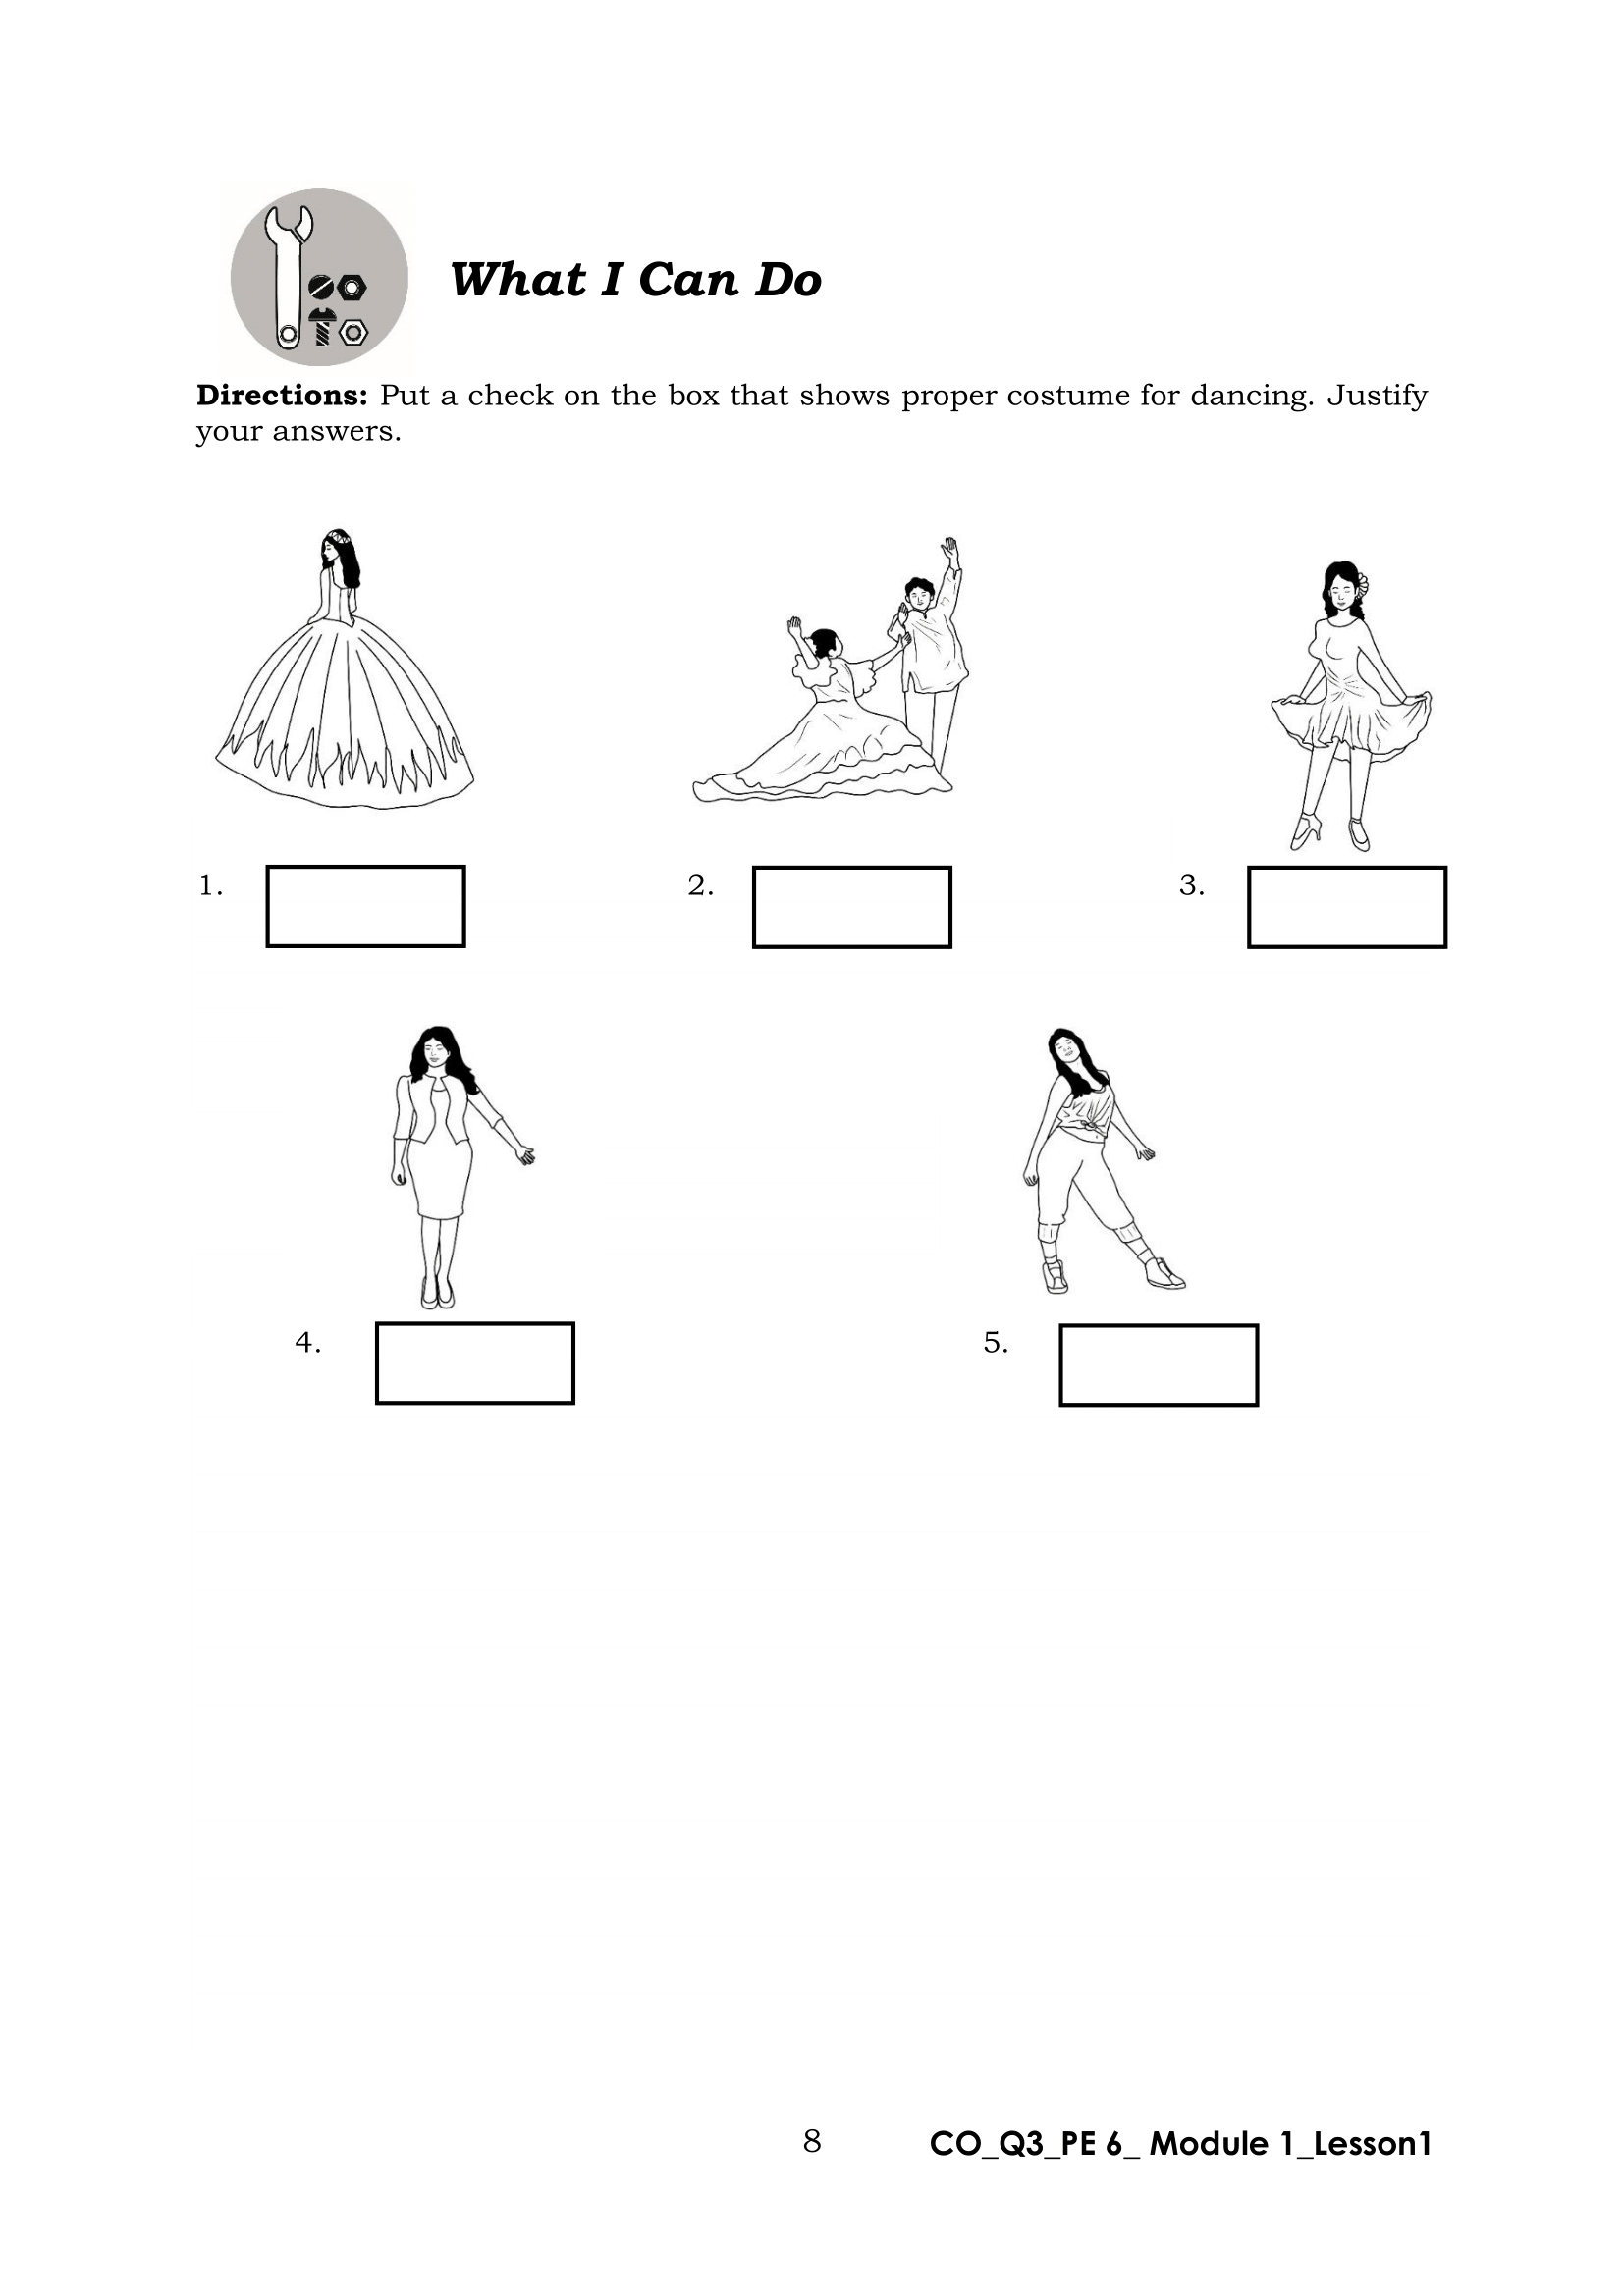 What I Can Do
Directions: Put a check on the box that shows proper costume for dancing. Justify
your answers.
1.
2.
3.
4.
5.
8
CO_Q3_PE 6_ Module 1_Lesson1